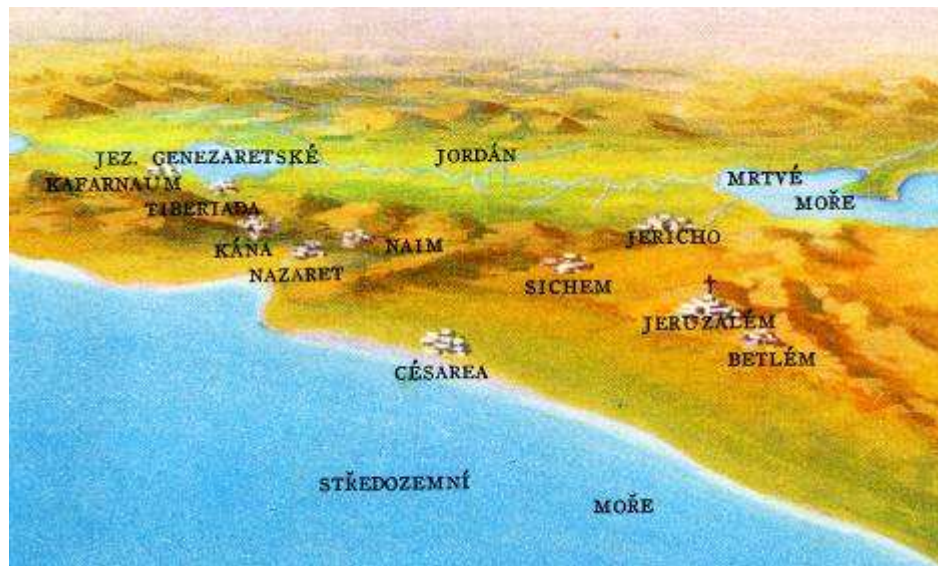 JEZ. GENEZARETSKÉ
JORDÁN
KAFARNAUM
MRTVÉ
MOŘE
TIBERIADA
JERICHO
KÁNA
NAIM
NAZARET
SICHEM
JERUZALÉM
BETLÉM
CÉSAREA
STŘEDOZEMNÍ
MOŘE